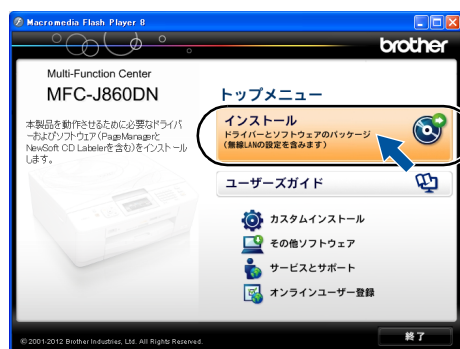 Macromedia Flash Player 8
brother
Multi-Function Center
MFC-J860DN
本製品を動作させるために必要なドライバ
ーおよびソフトウェア(PageManagerと
NewSoft CD Labelerを含む)をインストール
します。
トップメニュー
インストール
ドライバーとソフトウェアのパッケージ
(無線LANの設定を含みます)
ユーザーズガイド
カスタムインストール
その他ソフトウェア
サービスとサポート
オンラインユーザー登録
© 2001-2012 Brother Industries, Ltd. All Rights Reserved.
終了